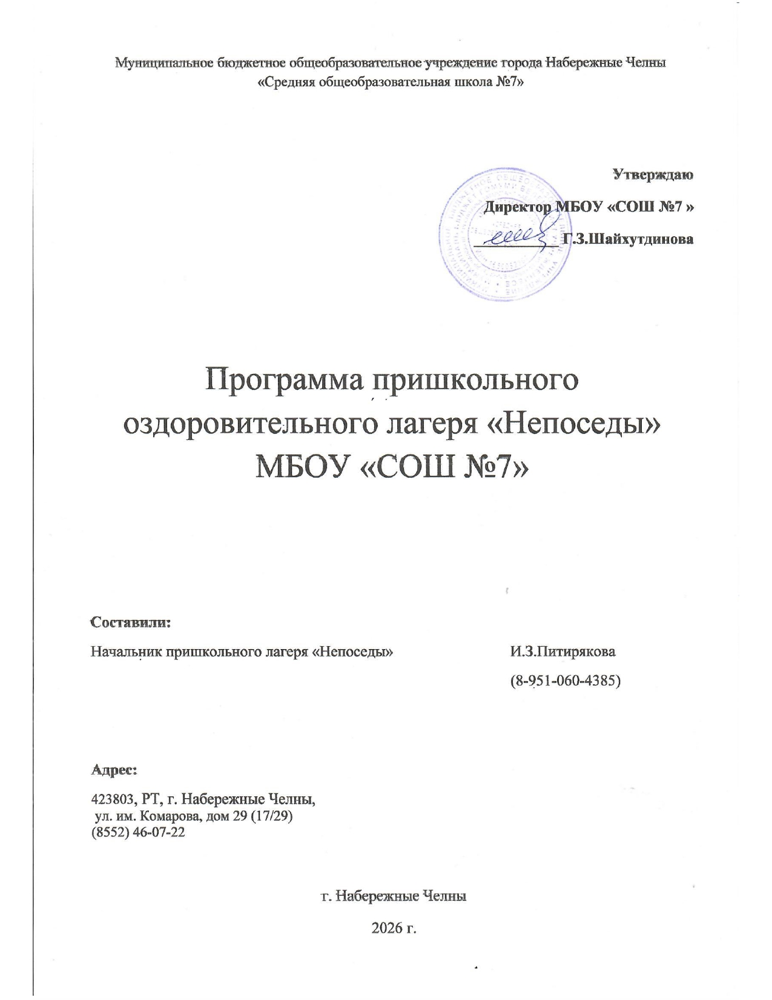 Муниципальное бюджетное общеобразовательное учреждение города Набережные Челны
«Средняя общеобразовательная школа №7»
Утверждаю
Директор МБОУ «СОШ №7 »
Г.З.Шайхутдинова
Программа пришкольного
оздоровительного лагеря «Непоседы»
МБОУ «СОШ №7»
Составили:
Начальник пришкольного лагеря «Непоседы» И.З.Питирякова
(8-951-060-4385)
Адрес:
423803, РТ, г. Набережные Челны,
ул. им. Комарова, дом 29 (17/29)
(8552) 46-07-22
г. Набережные Челны
2026 г.